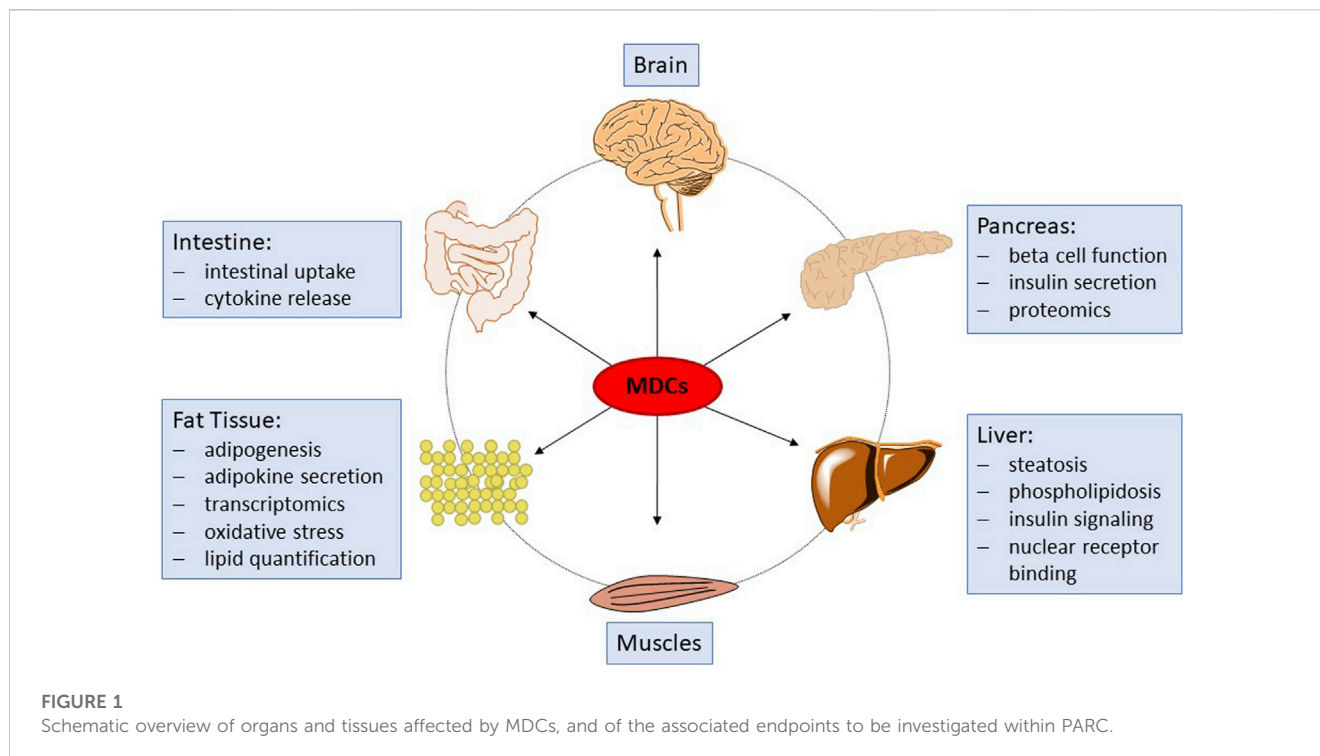 Brain
Intestine:
– intestinal uptake
– cytokine release
Pancreas:
– beta cell function
– insulin secretion
– proteomics
MDCs
Fat Tissue:
– adipogenesis
– adipokine secretion
– transcriptomics
– oxidative stress
– lipid quantification
Liver:
– steatosis
– phospholipidosis
– insulin signaling
– nuclear receptor
binding
Muscles
FIGURE 1
Schematic overview of organs and tissues affected by MDCs, and of the associated endpoints to be investigated within PARC.